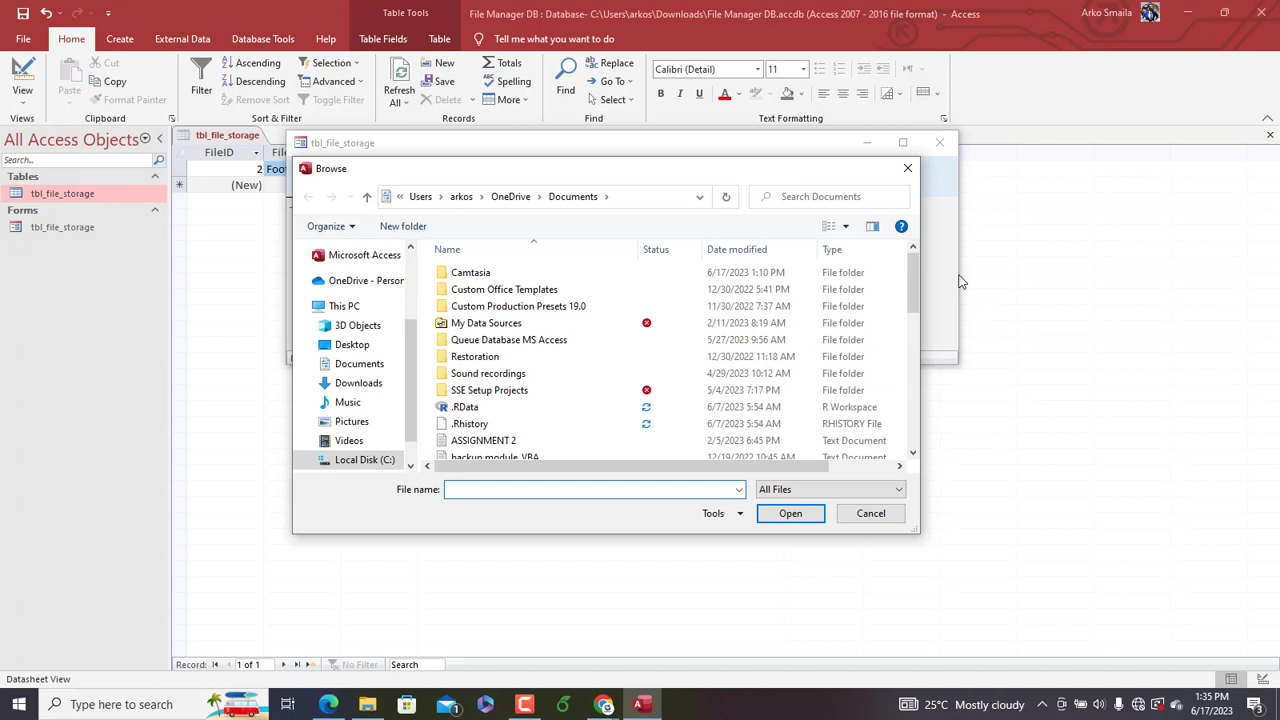 Table Tools
File Manager DB : Database- C:\Users\arkos\Downloads\File Manager DB.accdb (Access 2007 - 2016 file format) - Access
Arko Smaila
File Home Create External Data Database Tools Help Table Fields Table Tell me what you want to do
View
Views
Paste
Cut
Copy
Format Painter
Clipboard
Filter
Ascending
Descending
Remove Sort
Selection
Advanced
Toggle Filter
Sort & Filter
Refresh
All
New
Save
Delete
Totals
Spelling
More
Records
Find
Replace
Go To
Select
Find
Calibri (Detail) 11
B I U A
Text Formatting
All Access Objects
Search...
Tables
tbl_file_storage
Forms
tbl_file_storage
tbl_file_storage
FileID
2 Foo
(New)
tbl_file_storage
Browse
« Users > arkos > OneDrive > Documents >
Search Documents
Organize New folder
Microsoft Access
OneDrive - Person
This PC
3D Objects
Desktop
Documents
Downloads
Music
Pictures
Videos
Local Disk (C:)
Name Status Date modified Type
Camtasia 6/17/2023 1:10 PM File folder
Custom Office Templates 12/30/2022 5:41 PM File folder
Custom Production Presets 19.0 11/30/2022 7:37 AM File folder
My Data Sources 2/11/2023 8:19 AM File folder
Queue Database MS Access 5/27/2023 9:56 AM File folder
Restoration 12/30/2022 11:18 AM File folder
Sound recordings 4/29/2023 10:12 AM File folder
SSE Setup Projects 5/4/2023 7:17 PM File folder
.RData 6/7/2023 5:54 AM R Workspace
.Rhistory 6/7/2023 5:54 AM RHISTORY File
ASSIGNMENT 2 2/5/2023 6:45 PM Text Document
backup module_VBA 12/19/2022 10:45 AM Text Document
File name:
All Files
Tools Open Cancel
Record: 1 of 1 No Filter Search
Datasheet View
Type here to search
25°C Mostly cloudy
1:35 PM
6/17/2023